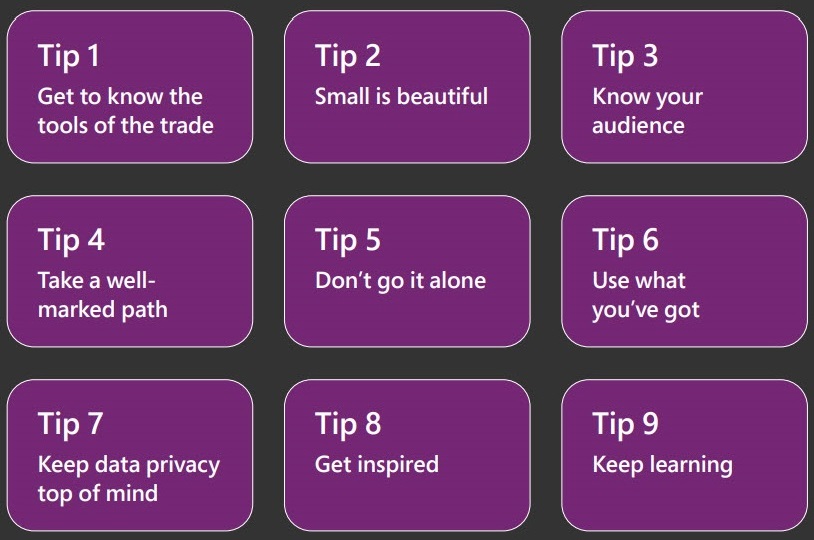 Tip 1
Get to know the
tools of the trade
Tip 2
Small is beautiful
Tip 3
Know your
audience
Tip 4
Take a well-
marked path
Tip 5
Don’t go it alone
Tip 6
Use what
you’ve got
Tip 7
Keep data privacy
top of mind
Tip 8
Get inspired
Tip 9
Keep learning